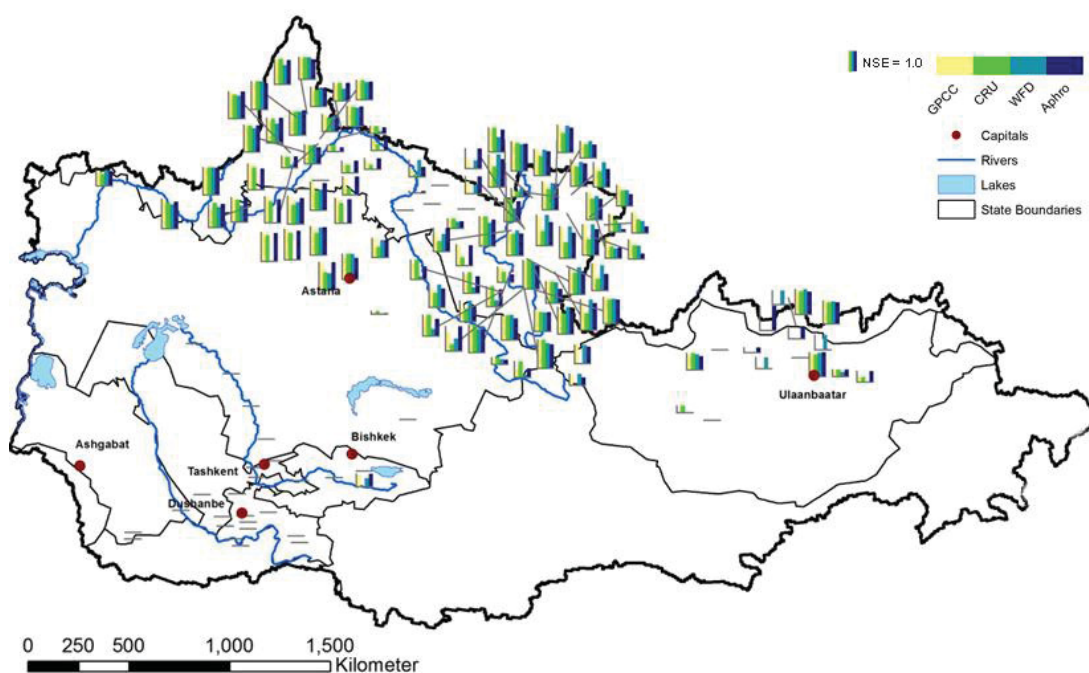 NSE = 1.0
GPCC
CRU
WFD
Aphro
Capitals
Rivers
Lakes
State Boundaries
Astana
Ulaanbaatar
Ashgabat
Bishkek
Tashkent
Dushanbe
0 250 500 1,000 1,500
Kilometer